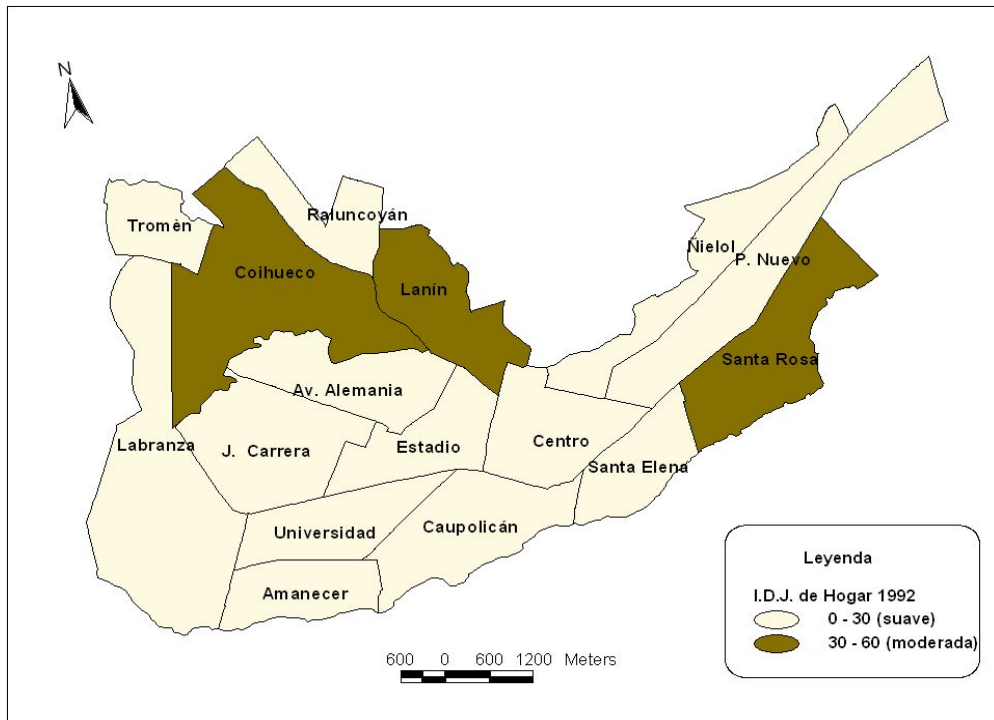 N
Raluncoyán
Tromèn
Ñielol
P. Nuevo
Coihueco
Lanín
Santa Rosa
Av. Alemania
Labranza
J. Carrera
Estadio
Centro
Santa Elena
Universidad
Caupolicán
Amanecer
Leyenda
I.D.J. de Hogar 1992
0 - 30 (suave)
30 - 60 (moderada)
600 0 600 1200 Meters